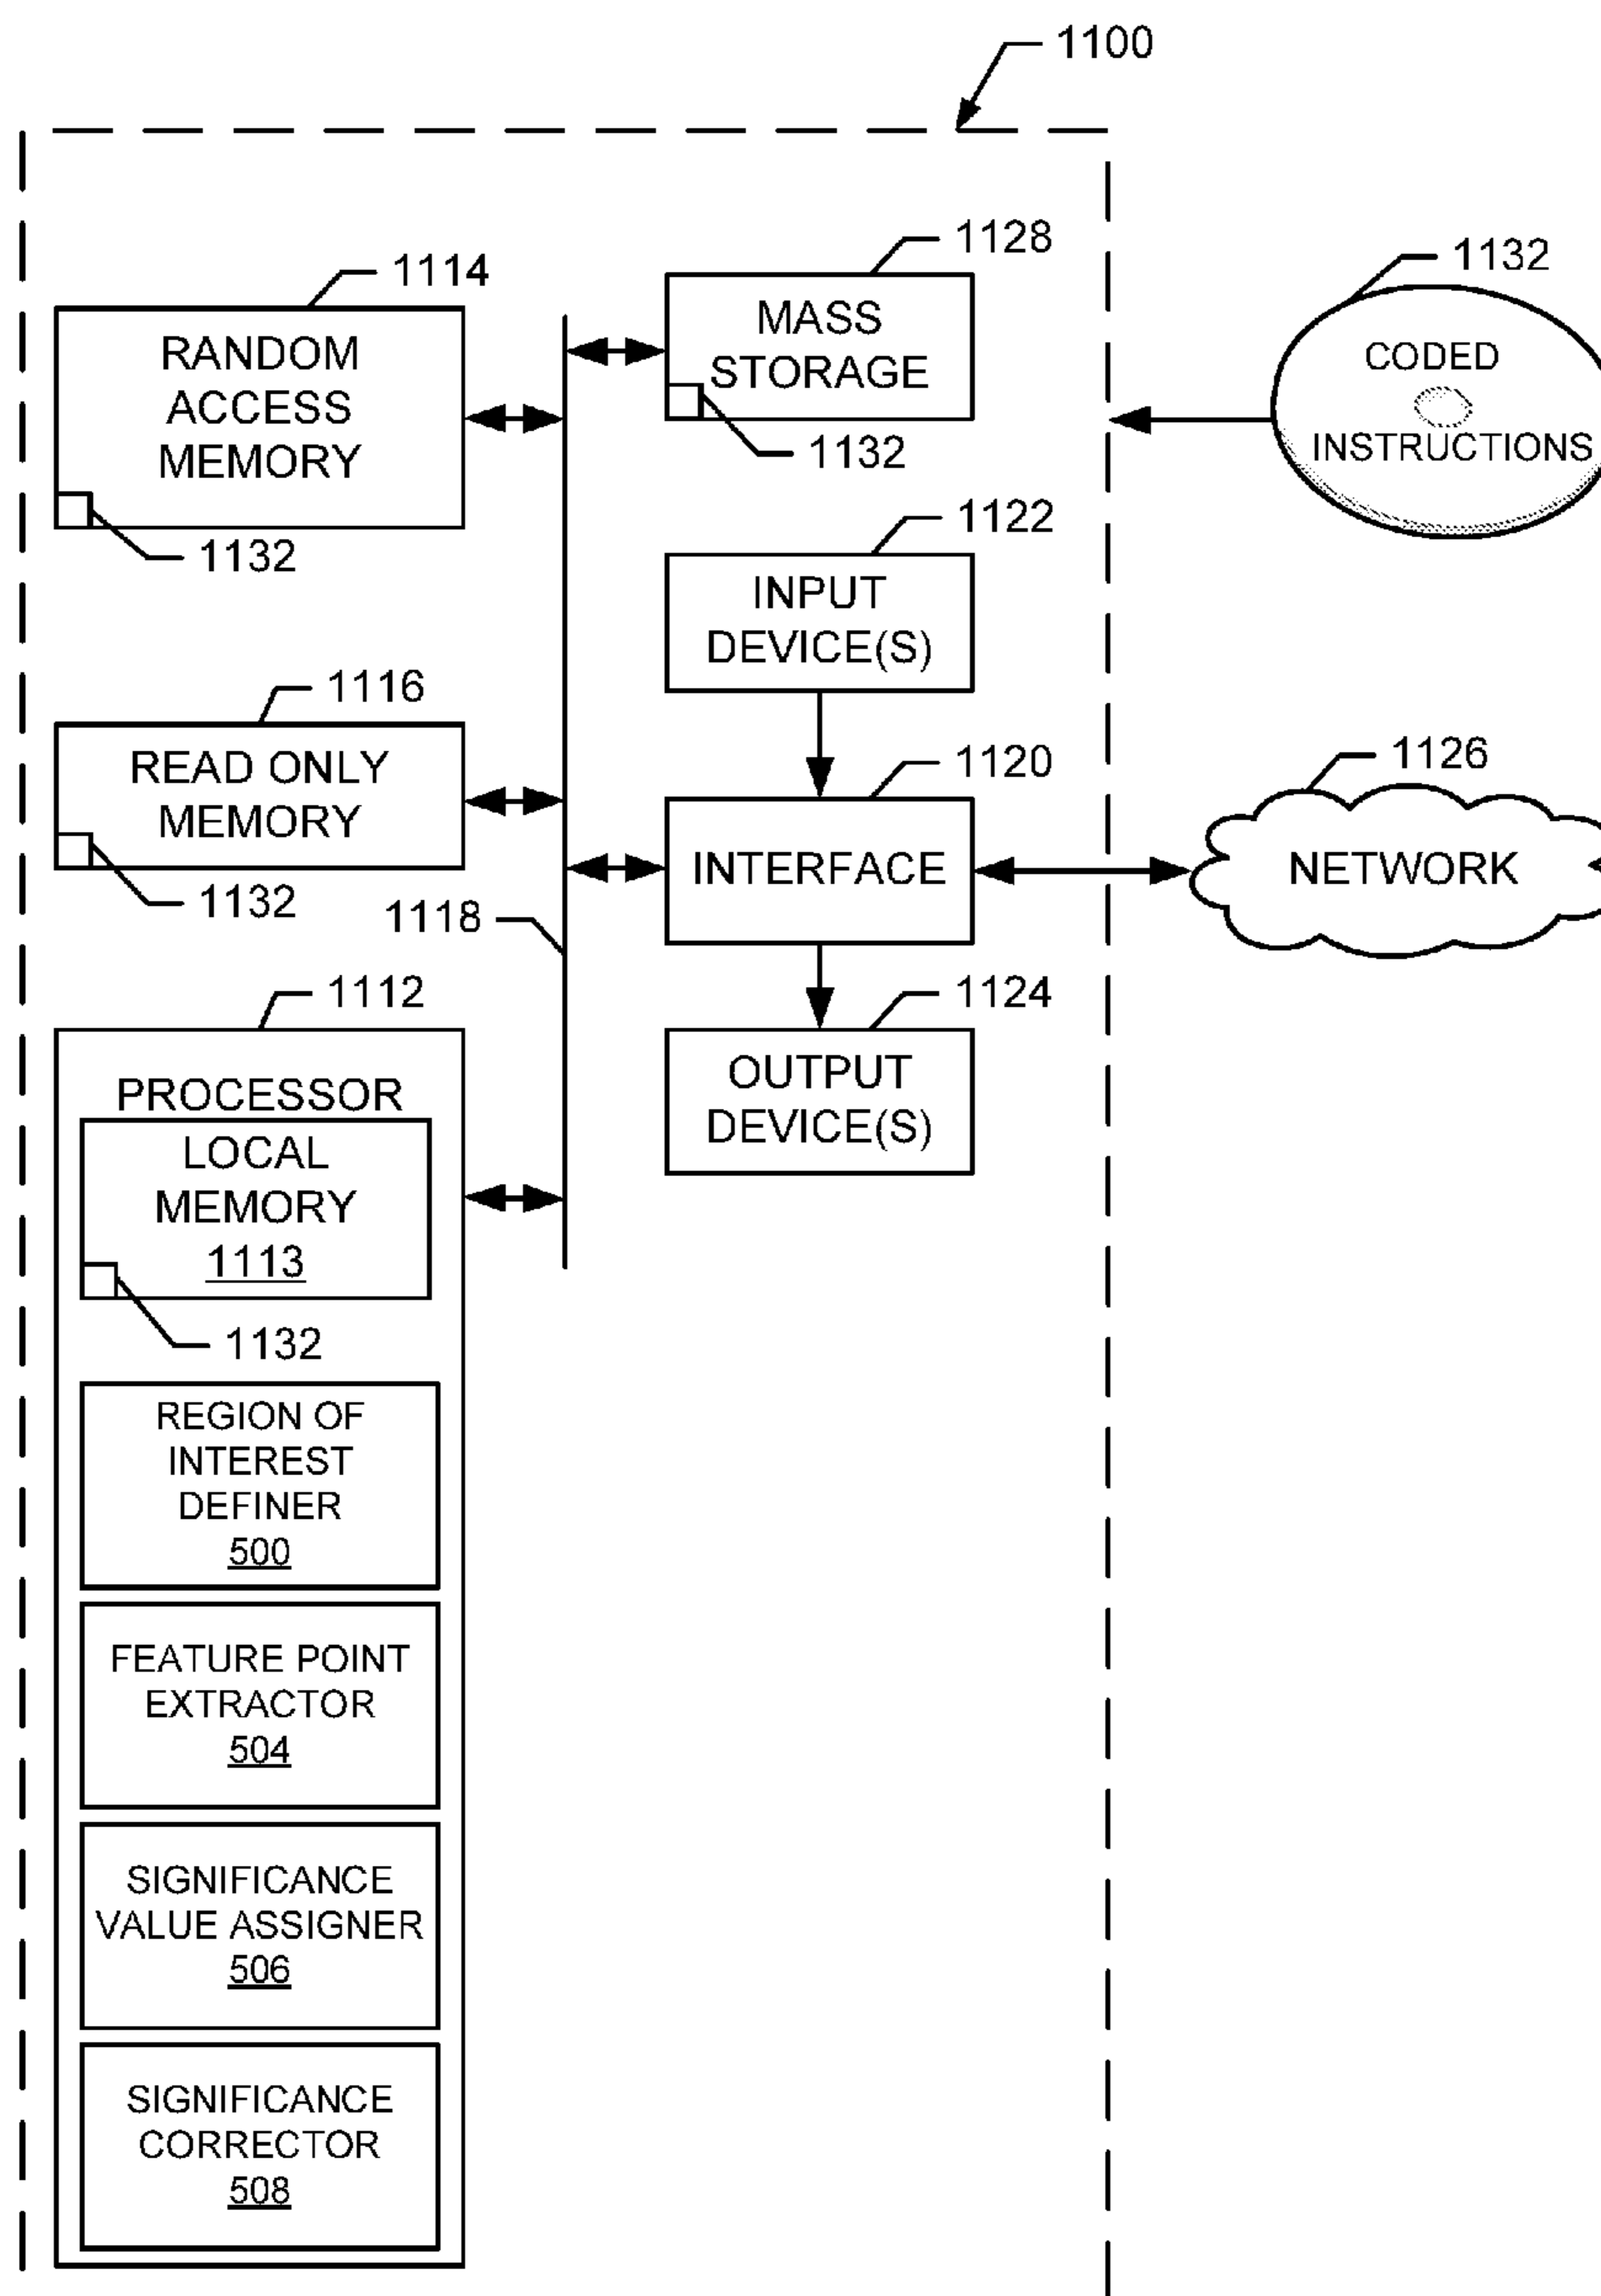 1100
1128
1114
1132
MASS
STORAGE
RANDOM
ACCESS
MEMORY
CODED
INSTRUCTIONS
1132
1132
1122
INPUT
DEVICE(S)
1116
READ ONLY
MEMORY
1132
1120
INTERFACE
1126
NETWORK
1118
1112
1124
OUTPUT
DEVICE(S)
PROCESSOR
LOCAL
MEMORY
1113
1132
REGION OF
INTEREST
DEFINER
500
FEATURE POINT
EXTRACTOR
504
SIGNIFICANCE
VALUE ASSIGNER
506
SIGNIFICANCE
CORRECTOR
508